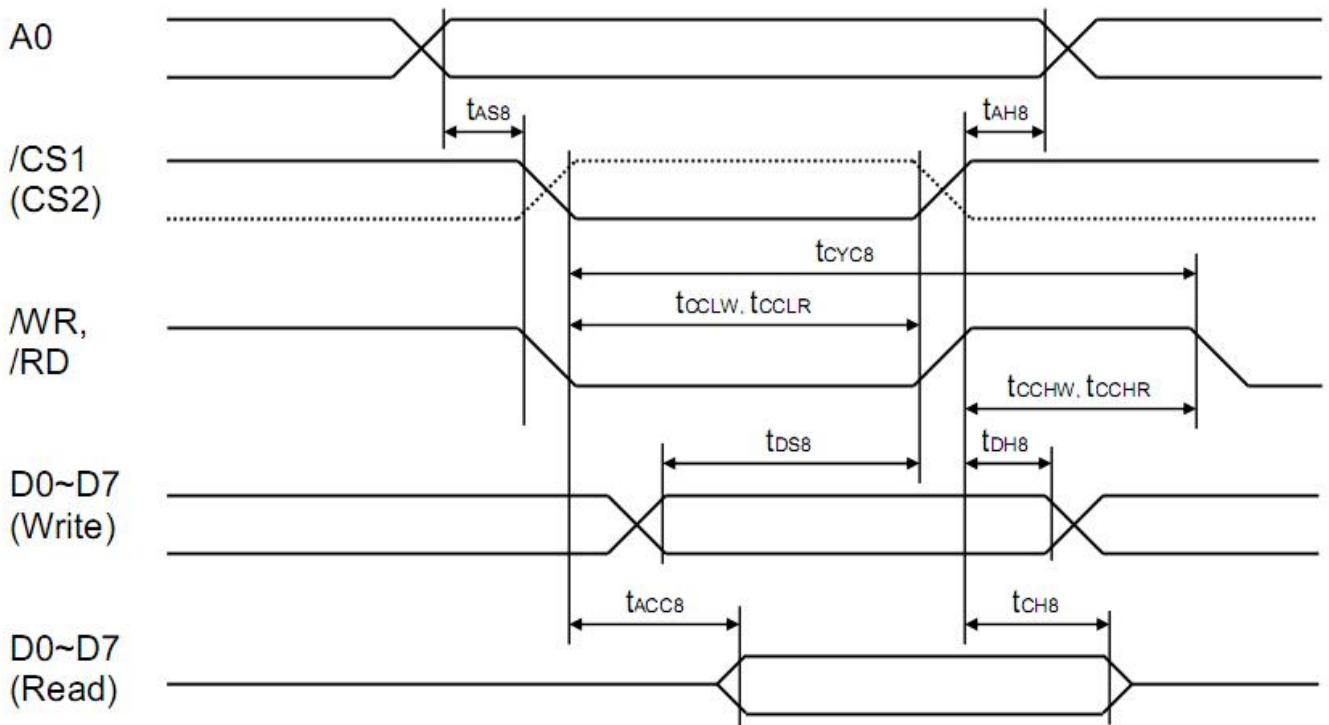 A0
tAS8
tAH8
/CS1
(CS2)
tCYC8
tCCLW, tCCLR
/WR,
/RD
tCCHW, tCCHR
tDS8
tDH8
D0~D7
(Write)
tACC8
tCH8
D0~D7
(Read)